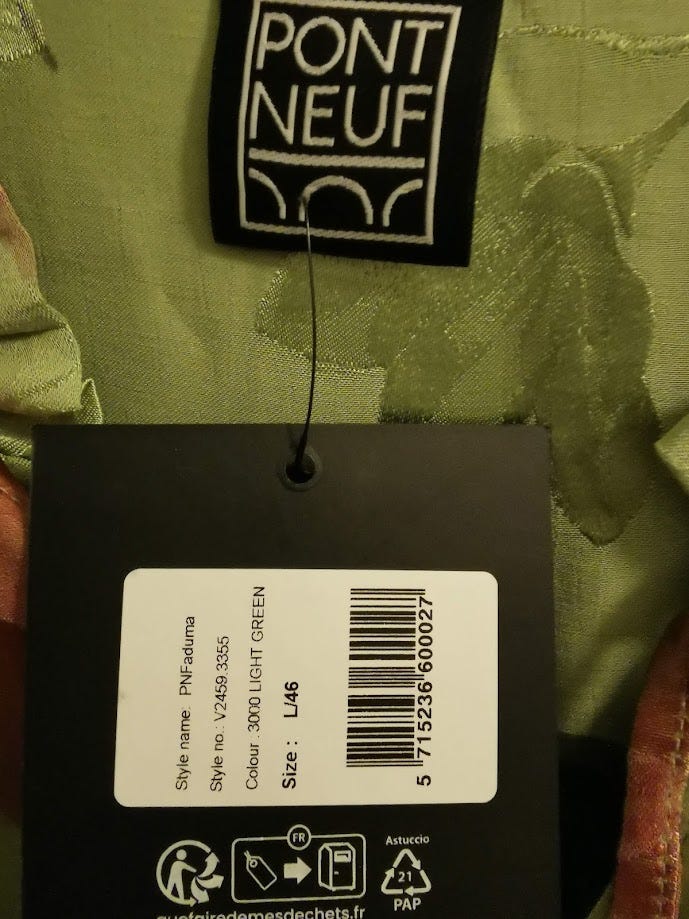 PONT
NEUF
Style name: PNFaduma
Style no.: V2459.3355
Colour : 3000 LIGHT GREEN
Size : L/46
5 715236 600027
FR
Astuccio
21
PAP
quefairedemesdechets.fr